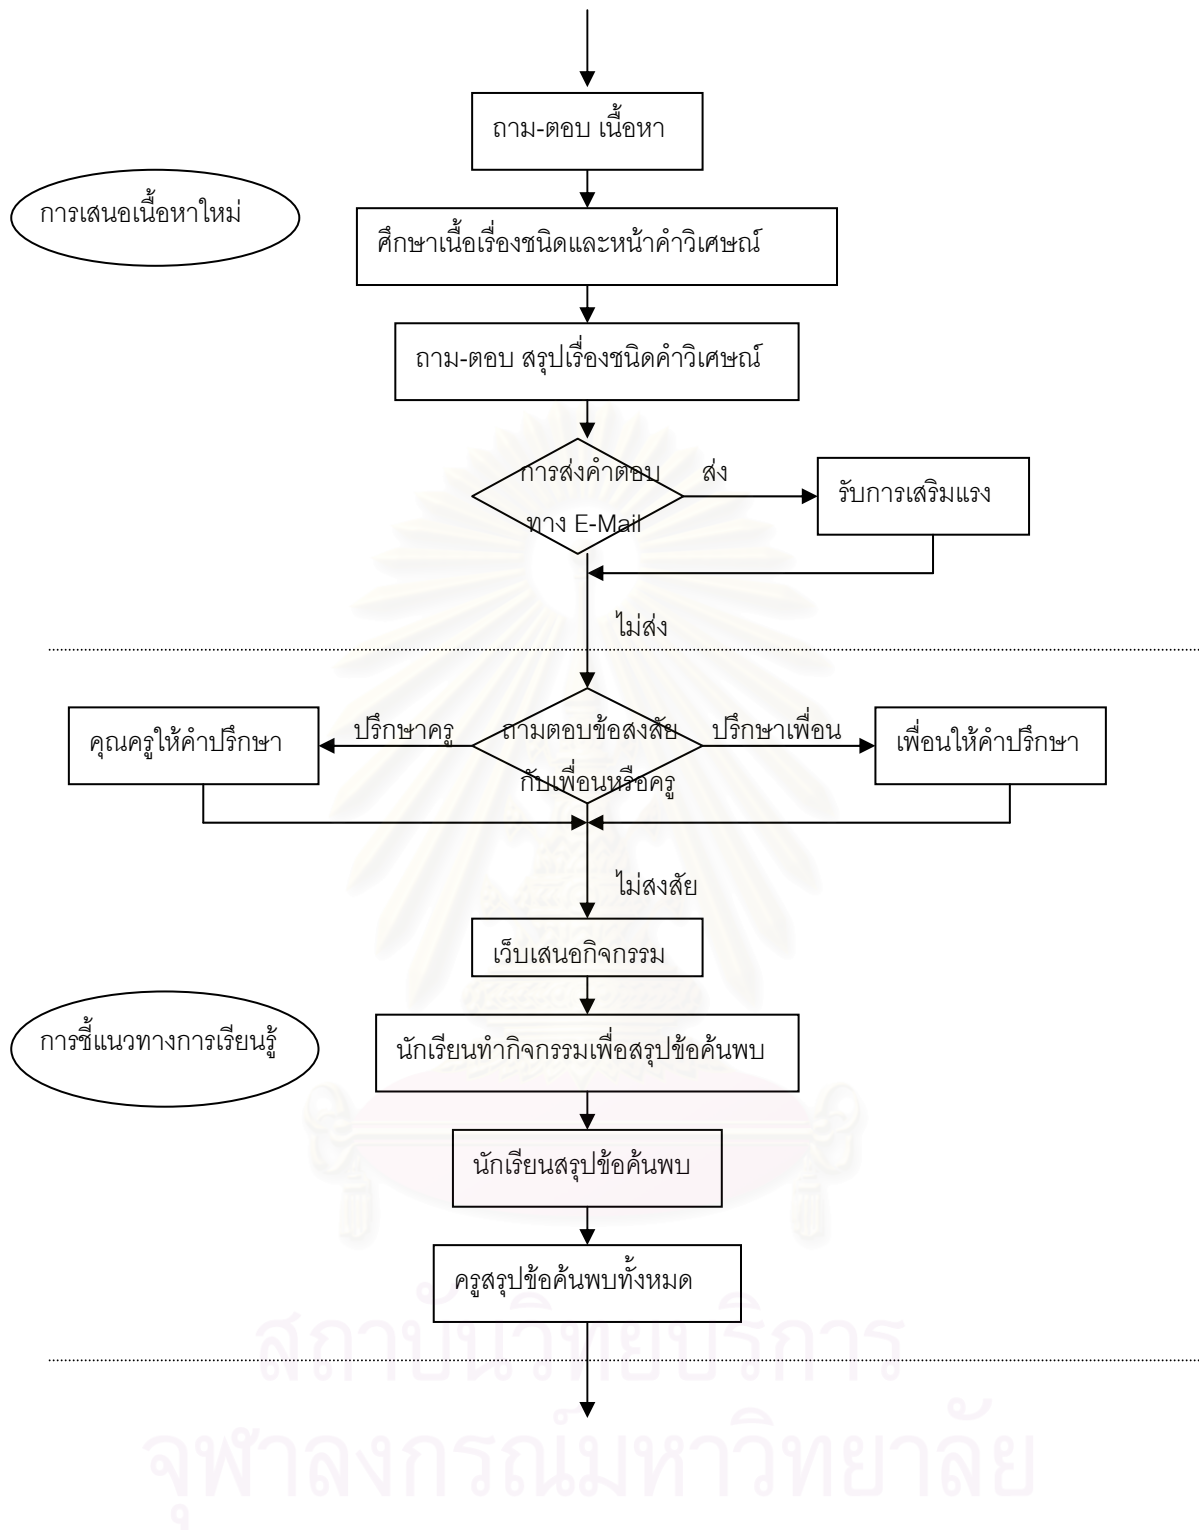 ถาม-ตอบ เนื้อหา
การเสนอเนื้อหาใหม่
ศึกษาเนื้อเรื่องชนิดและหน้าคำวิเศษณ์
ถาม-ตอบ สรุปเรื่องชนิดคำวิเศษณ์
การส่งคำตอบ
ทาง E-Mail
ส่ง
รับการเสริมแรง
ไม่ส่ง
คุณครูให้คำปรึกษา
ปรึกษาครู
ถามตอบข้อสงสัย
กับเพื่อนหรือครู
ปรึกษาเพื่อน
เพื่อนให้คำปรึกษา
ไม่สงสัย
เว็บเสนอกิจกรรม
การชี้แนวทางการเรียนรู้
นักเรียนทำกิจกรรมเพื่อสรุปข้อค้นพบ
นักเรียนสรุปข้อค้นพบ
ครูสรุปข้อค้นพบทั้งหมด
สถาบันวิทยบริการ
จุฬาลงกรณ์มหาวิทยาลัย